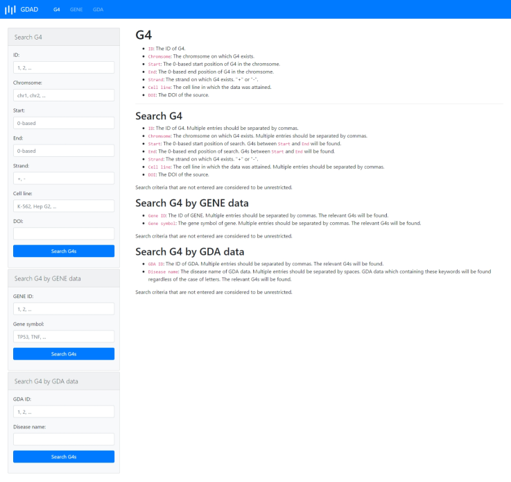 GDAD
G4
GENE
GDA
Search G4
ID:
1, 2, ...
Chromosome:
chr1, chr2, ...
Start:
0-based
End:
0-based
Strand:
+, -
Cell line:
K-562, Hep G2, ...
DOI:
Search G4s
Search G4 by GENE data
GENE ID:
1, 2, ...
Gene symbol:
TP53, TNF, ...
Search G4s
Search G4 by GDA data
GDA ID:
1, 2, ...
Disease name:
Search G4s
G4
ID: The ID of G4.
Chromosome: The chromosome on which G4 exists.
Start: The 0-based start position of G4 in the chromosome.
End: The 0-based end position of G4 in the chromosome.
Strand: The strand on which G4 exists. "+" or "-".
Cell line: The cell line in which the data was attained.
DOI: The DOI of the source.
Search G4
ID: The ID of G4. Multiple entries should be separated by commas.
Chromosome: The chromosome on which G4 exists. Multiple entries should be separated by commas.
Start: The 0-based start position of search. G4s between Start and End will be found.
End: The 0-based end position of search. G4s between Start and End will be found.
Strand: The strand on which G4 exists. "+" or "-".
Cell line: The cell line in which the data was attained. Multiple entries should be separated by commas.
DOI: The DOI of the source.
Search criteria that are not entered are considered to be unrestricted.
Search G4 by GENE data
Gene ID: The ID of GENE. Multiple entries should be separated by commas. The relevant G4s will be found.
Gene symbol: The gene symbol of gene. Multiple entries should be separated by commas. The relevant G4s will be found.
Search criteria that are not entered are considered to be unrestricted.
Search G4 by GDA data
GDA ID: The ID of GDA. Multiple entries should be separated by commas. The relevant G4s will be found.
Disease name: The disease name of GDA data. Multiple entries should be separated by spaces. GDA data which containing these keywords will be found
regardless of the case of letters. The relevant G4s will be found.
Search criteria that are not entered are considered to be unrestricted.